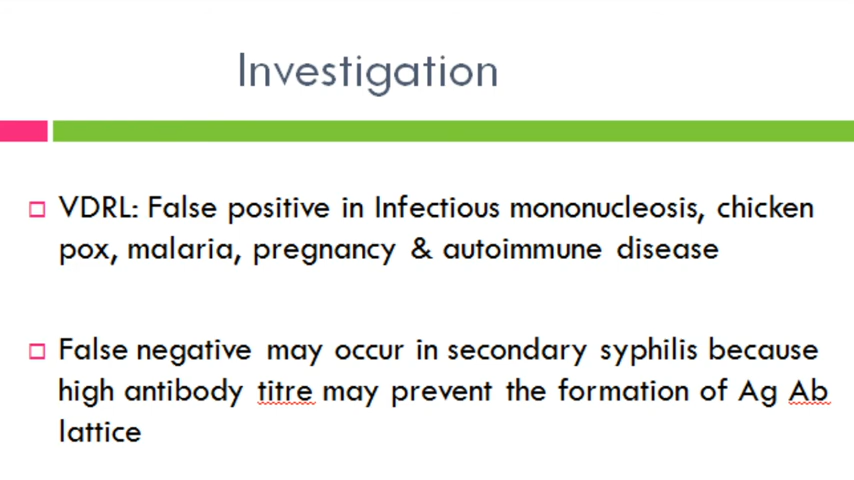 Investigation
VDRL: False positive in Infectious mononucleosis, chicken
pox, malaria, pregnancy & autoimmune disease
False negative may occur in secondary syphilis because
high antibody titre may prevent the formation of Ag Ab
lattice